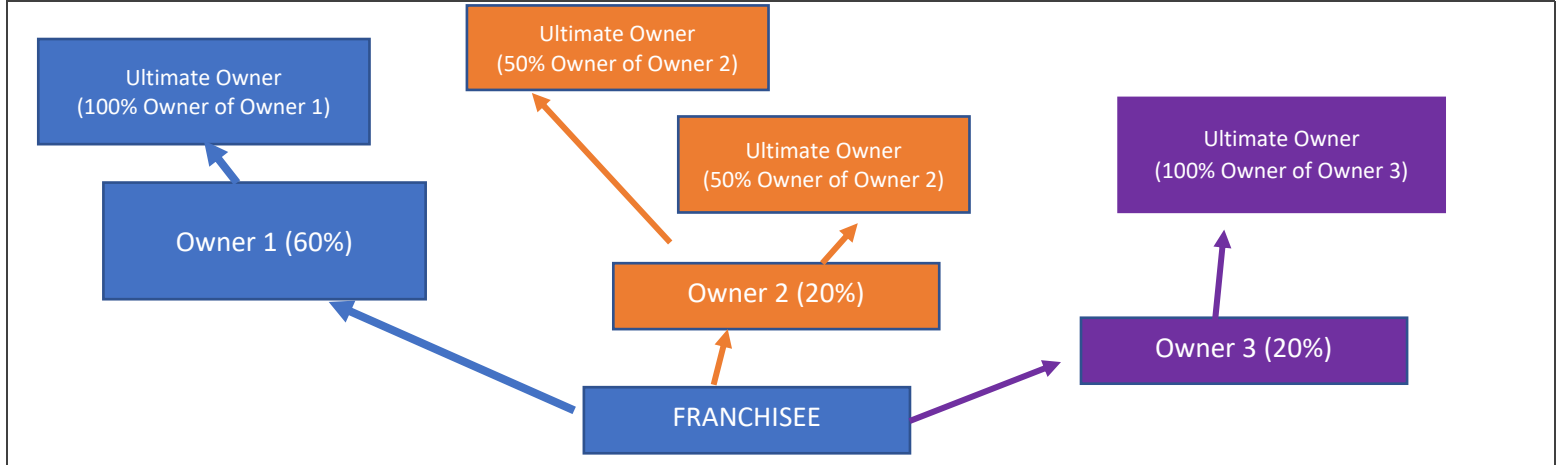 Ultimate Owner
(100% Owner of Owner 1)
Ultimate Owner
(50% Owner of Owner 2)
Ultimate Owner
(50% Owner of Owner 2)
Ultimate Owner
(100% Owner of Owner 3)
Owner 1 (60%)
Owner 2 (20%)
Owner 3 (20%)
FRANCHISEE